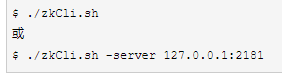 $ ./zkCli.sh
或
$ ./zkCli.sh -server 127.0.0.1:2181